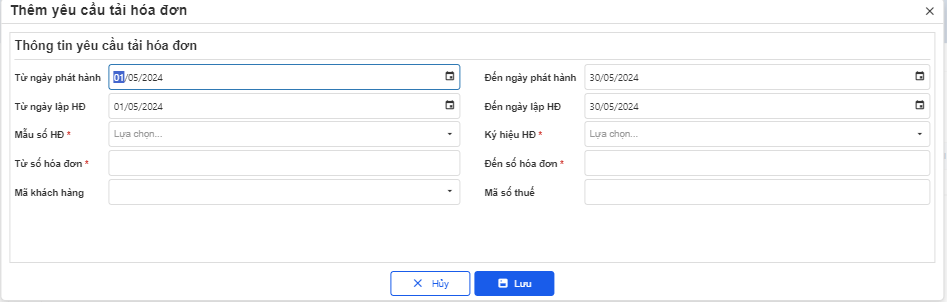 Thêm yêu cầu tải hóa đơn
Thông tin yêu cầu tải hóa đơn
Từ ngày phát hành 01/05/2024 Đến ngày phát hành 30/05/2024
Từ ngày lập HĐ 01/05/2024 Đến ngày lập HĐ 30/05/2024
Mẫu số HĐ * Lựa chọn... Ký hiệu HĐ * Lựa chọn...
Từ số hóa đơn * Đến số hóa đơn *
Mã khách hàng Mã số thuế
Hủy Lưu